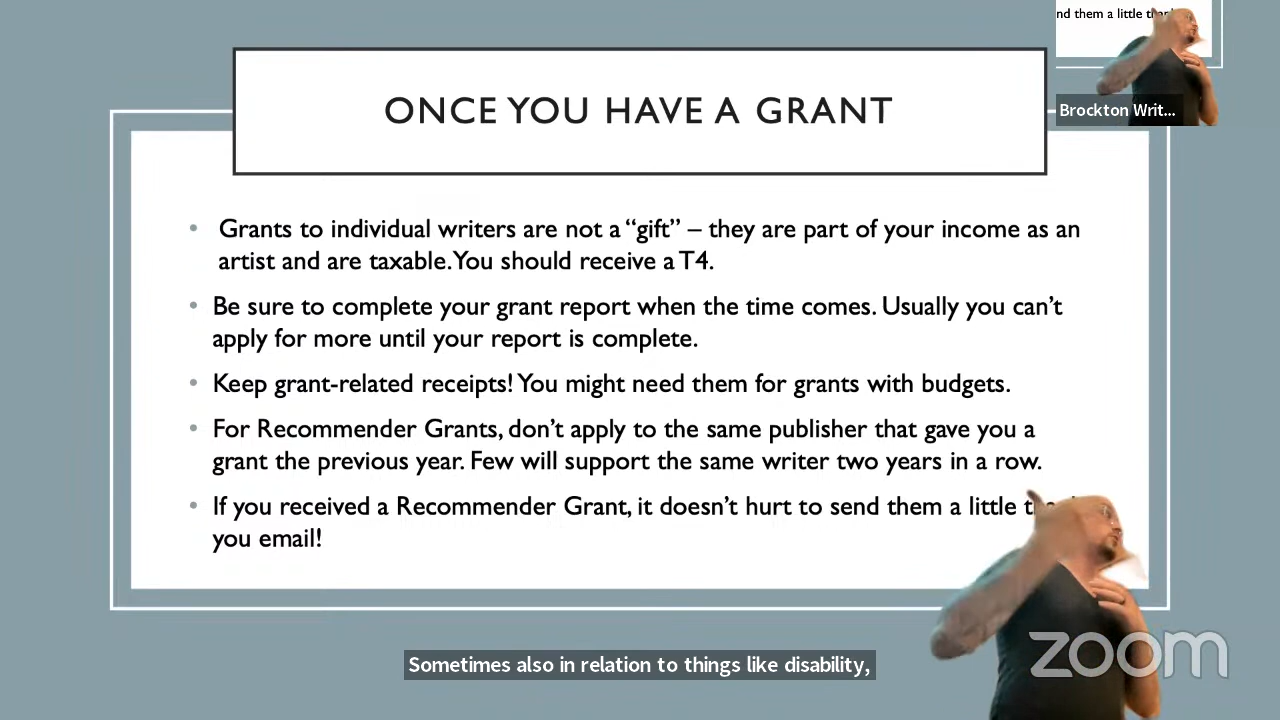 nd them a little
Brockton Writ...
ONCE YOU HAVE A GRANT
• Grants to individual writers are not a “gift” – they are part of your income as an
artist and are taxable. You should receive a T4.
• Be sure to complete your grant report when the time comes. Usually you can’t
apply for more until your report is complete.
• Keep grant-related receipts! You might need them for grants with budgets.
• For Recommender Grants, don’t apply to the same publisher that gave you a
grant the previous year. Few will support the same writer two years in a row.
• If you received a Recommender Grant, it doesn’t hurt to send them a little
you email!
Sometimes also in relation to things like disability,
zoom